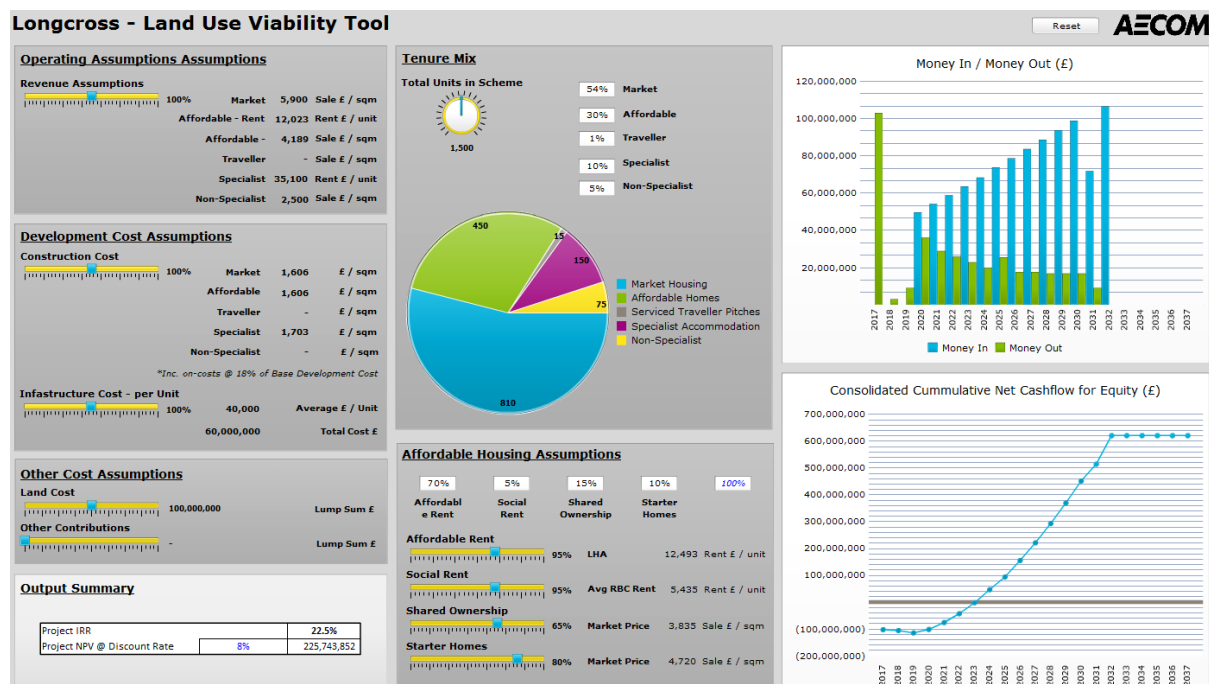 Longcross - Land Use Viability Tool
Reset
AECOM
Operating Assumptions Assumptions
Revenue Assumptions
100%
Market 5,900 Sale £ / sqm
Affordable - Rent 12,023 Rent £ / unit
Affordable - 4,189 Sale £ / sqm
Traveller - Sale £ / sqm
Specialist 35,100 Rent £ / unit
Non-Specialist 2,500 Sale £ / sqm
Development Cost Assumptions
Construction Cost
100%
Market 1,606 £ / sqm
Affordable 1,606 £ / sqm
Traveller - £ / sqm
Specialist 1,703 £ / sqm
Non-Specialist - £ / sqm
*Inc. on-costs @ 18% of Base Development Cost
Infastructure Cost - per Unit
100% 40,000 Average £ / Unit
60,000,000 Total Cost £
Other Cost Assumptions
Land Cost
100,000,000 Lump Sum £
Other Contributions
- Lump Sum £
Output Summary
Project IRR 22.5%
Project NPV @ Discount Rate 8% 225,743,852
Tenure Mix
Total Units in Scheme
1,500
54% Market
30% Affordable
1% Traveller
10% Specialist
5% Non-Specialist
450
15
150
75
810
Market Housing
Affordable Homes
Serviced Traveller Pitches
Specialist Accommodation
Non-Specialist
Affordable Housing Assumptions
70% 5% 15% 10% 100%
Affordabl Social Shared Starter
e Rent Rent Ownership Homes
Affordable Rent
95% LHA 12,493 Rent £ / unit
Social Rent
95% Avg RBC Rent 5,435 Rent £ / unit
Shared Ownership
65% Market Price 3,835 Sale £ / sqm
Starter Homes
80% Market Price 4,720 Sale £ / sqm
Money In / Money Out (£)
120,000,000
100,000,000
80,000,000
60,000,000
40,000,000
20,000,000
2017 2018 2019 2020 2021 2022 2023 2024 2025 2026 2027 2028 2029 2030 2031 2032 2033 2034 2035 2036 2037
Money In Money Out
Consolidated Cummulative Net Cashflow for Equity (£)
700,000,000
600,000,000
500,000,000
400,000,000
300,000,000
200,000,000
100,000,000
(100,000,000)
(200,000,000)
2017 2018 2019 2020 2021 2022 2023 2024 2025 2026 2027 2028 2029 2030 2031 2032 2033 2034 2035 2036 2037